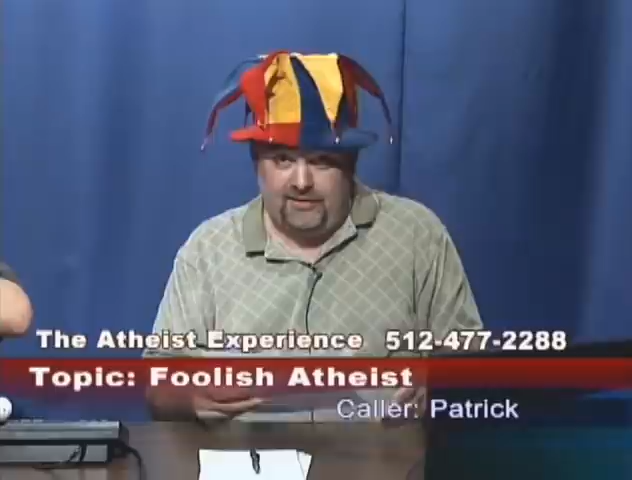 The Atheist Experience 512-477-2288
Topic: Foolish Atheist
Caller: Patrick